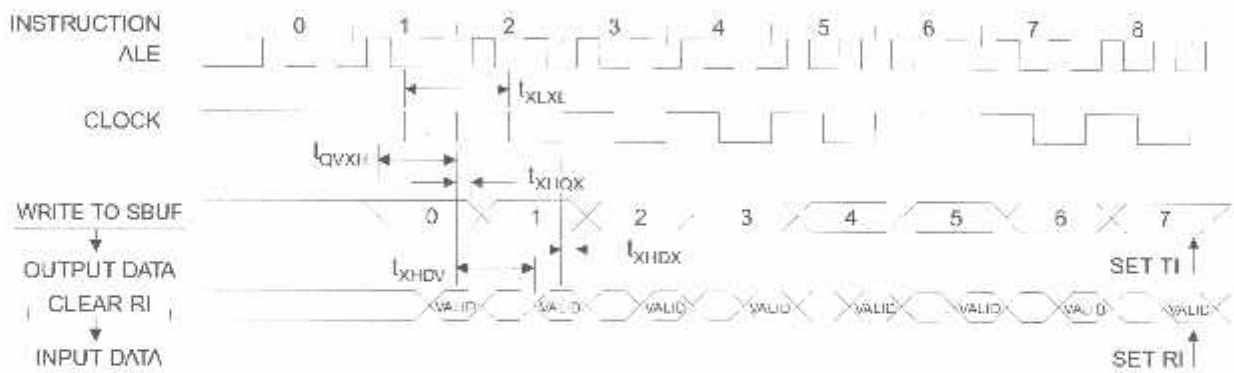 INSTRUCTION
0 1 2 3 4 5 6 7 8
ALE
tXLXL
CLOCK
tQVXH
tXHQX
WRITE TO SBUF
0 1 2 3 4 5 6 7
tXHDX
OUTPUT DATA
tXHDV
SET TI
CLEAR RI
VALID VALID VALID VALID VALID VALID VALID VALID
INPUT DATA
SET RI